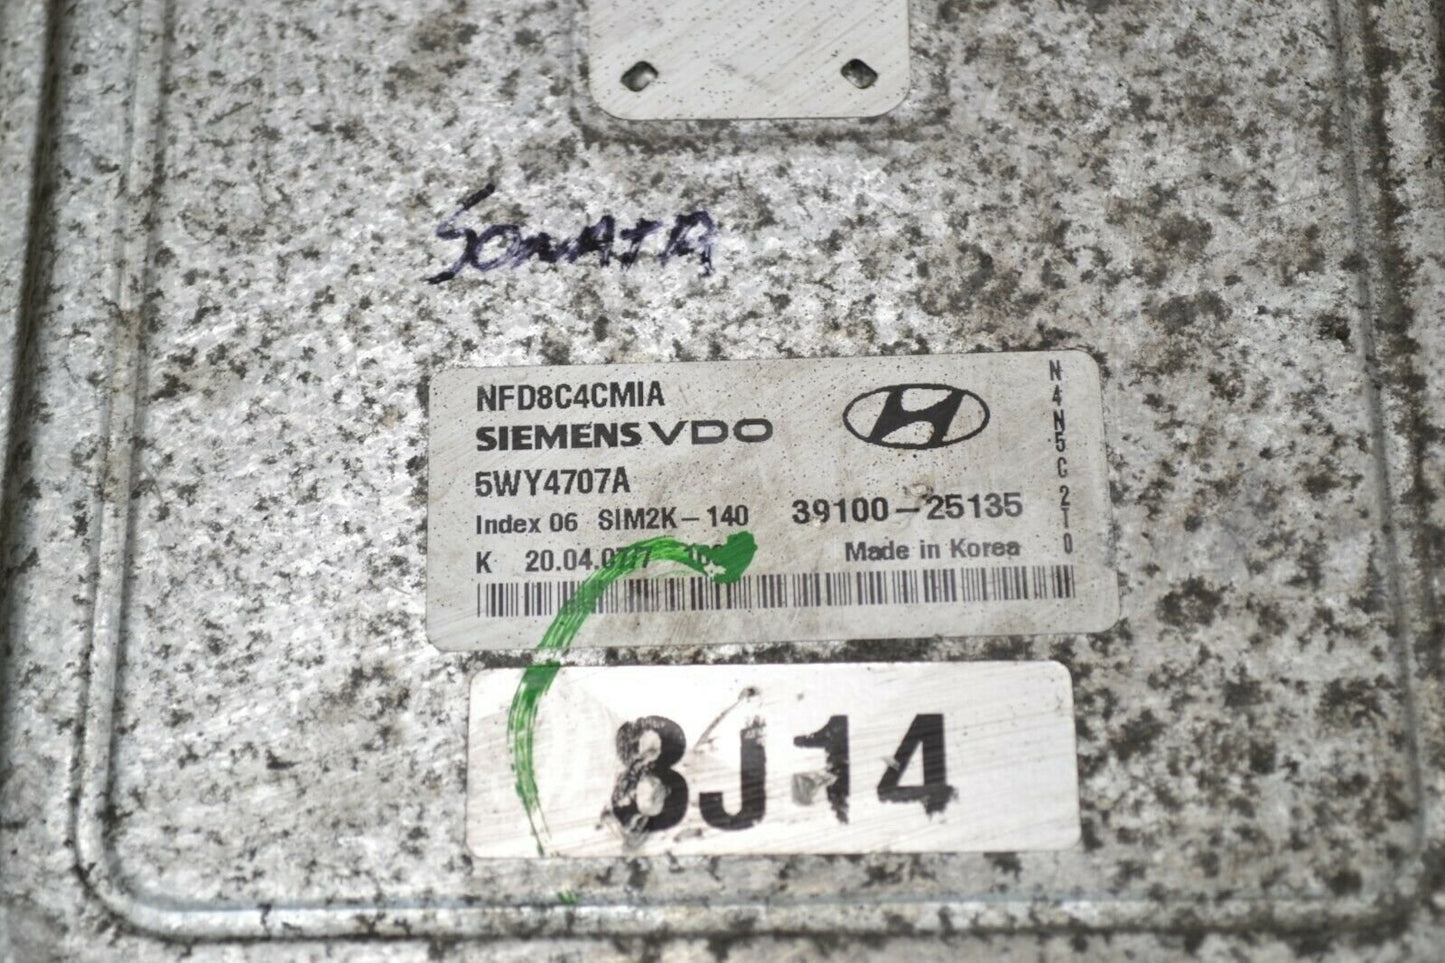 SONATA
NFD8C4CMIA
SIEMENS VDO
5WY4707A
Index 06 SIM2K-140 39100-25135
K 20.04.07/7 Made in Korea
N4N5C2T0
8J14